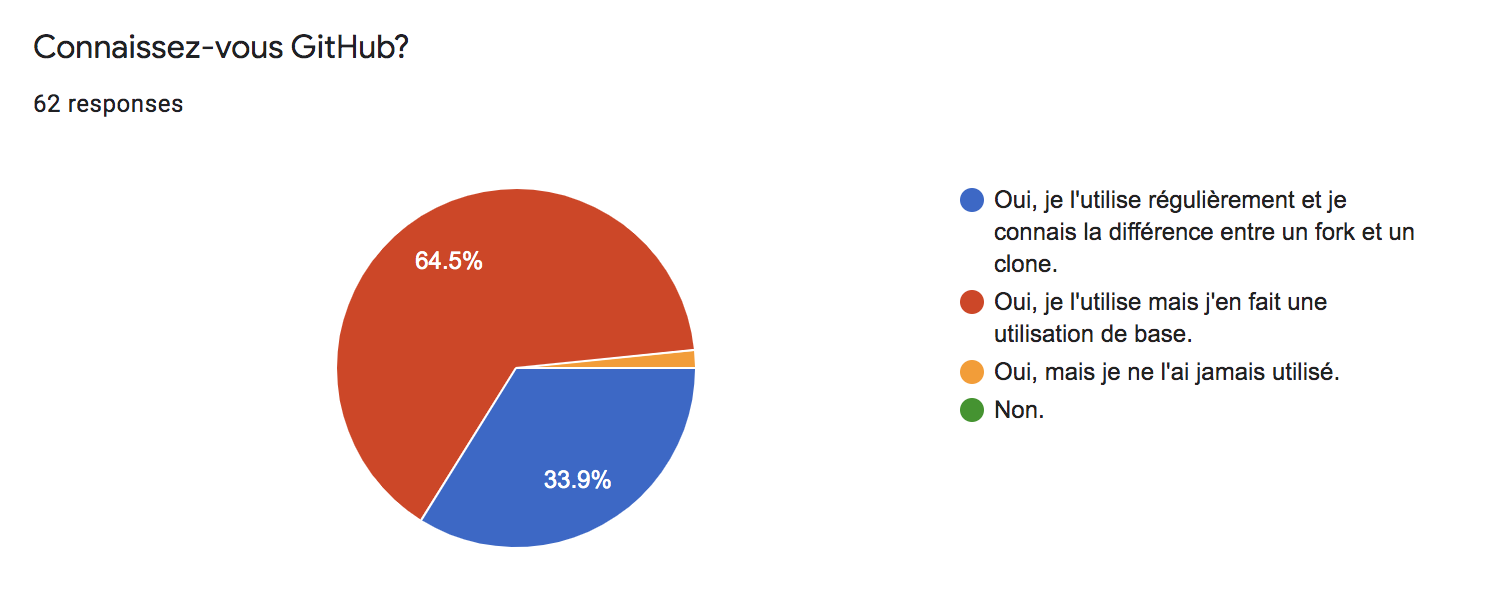 Connaissez-vous GitHub?
62 responses
64.5%
33.9%
Oui, je l'utilise régulièrement et je
connais la différence entre un fork et un
clone.
Oui, je l'utilise mais j'en fait une
utilisation de base.
Oui, mais je ne l'ai jamais utilisé.
Non.